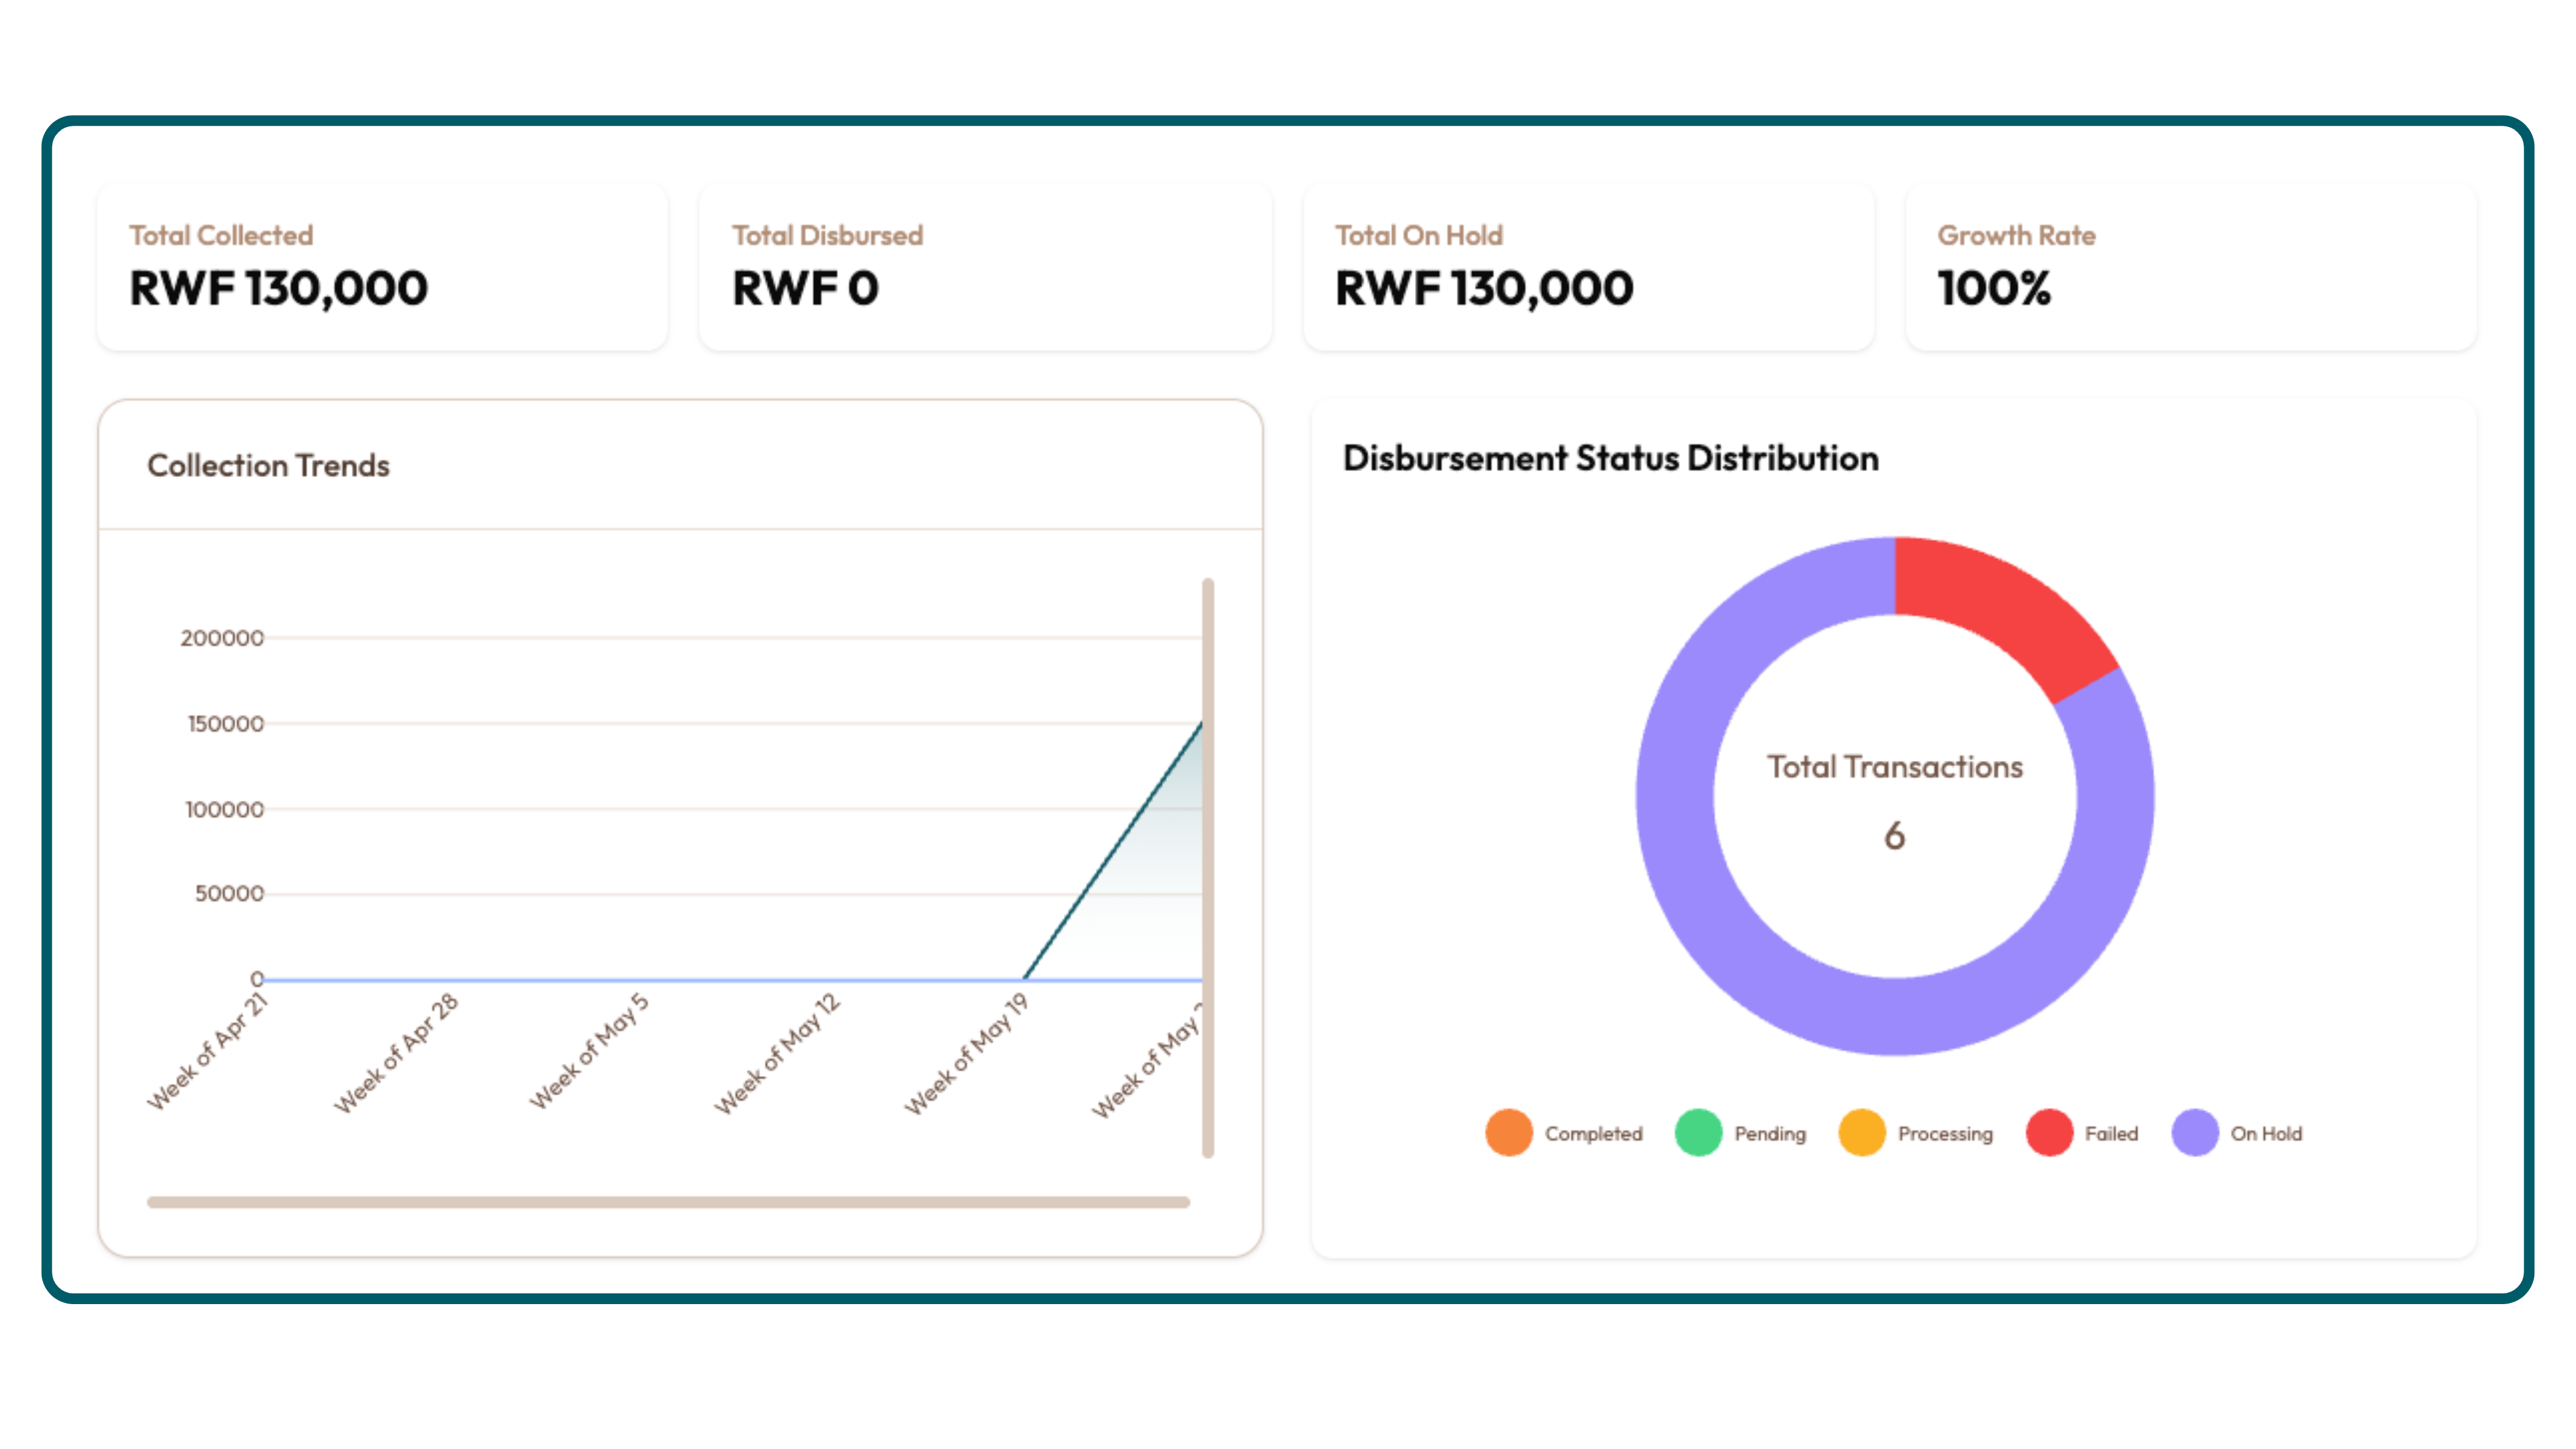 Total Collected
RWF 130,000
Total Disbursed
RWF 0
Total On Hold
RWF 130,000
Growth Rate
100%
Collection Trends
200000
150000
100000
50000
0
Week of Apr 21
Week of Apr 28
Week of May 5
Week of May 12
Week of May 19
Week of May
Disbursement Status Distribution
Total Transactions
6
Completed
Pending
Processing
Failed
On Hold